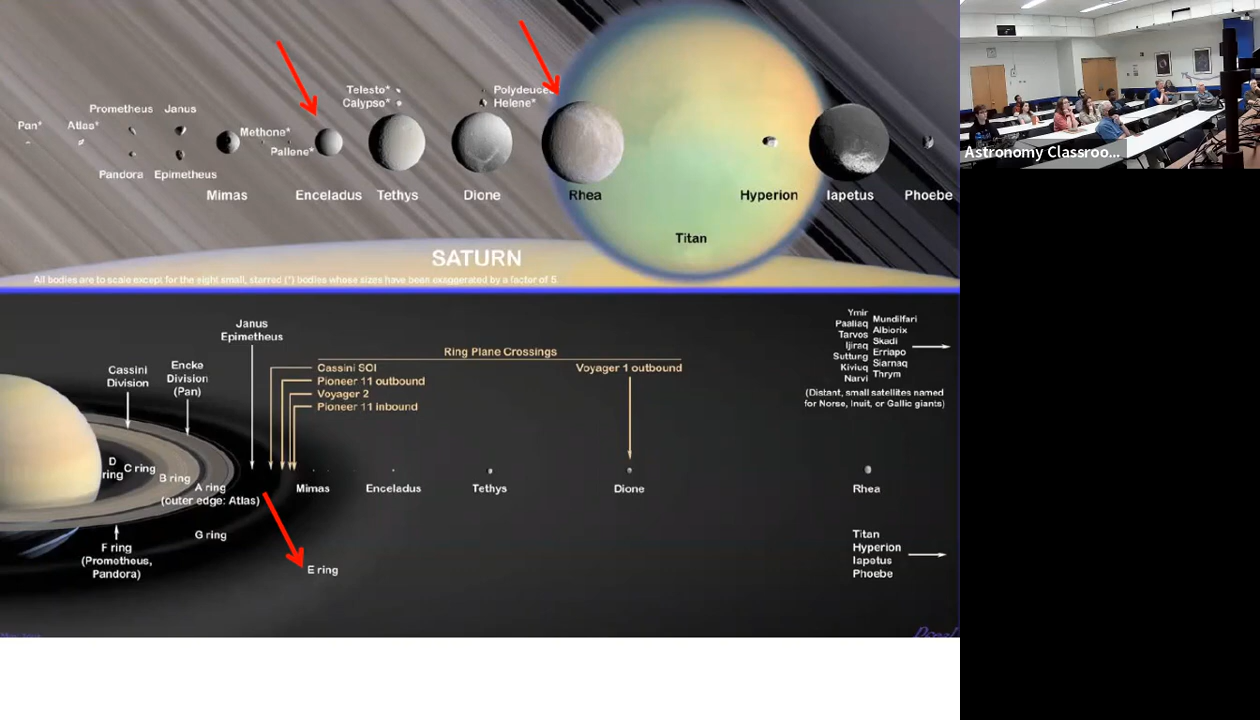 Telesto*
Calypso*
Polydeuces
Helene*
Prometheus
Janus
Pan*
Atlas*
Methone*
Pallene*
Pandora
Epimetheus
Mimas
Enceladus
Tethys
Dione
Rhea
Hyperion
Iapetus
Phoebe
Titan
SATURN
All bodies are to scale except for the eight small, starred (*) bodies whose sizes have been exaggerated by a factor of 5.
Astronomy Classroo...
Janus
Epimetheus
Ring Plane Crossings
Cassini SOI
Pioneer 11 outbound
Voyager 2
Pioneer 11 inbound
Voyager 1 outbound
Cassini
Division
Encke
Division
(Pan)
Ymir
Paaliaq
Tarvos
Ijiraq
Suttung
Kiviuq
Narvi
Mundilfari
Albiorix
Skadi
Erriapo
Siarnaq
Thrym
(Distant, small satellites named
for Norse, Inuit, or Gallic giants)
D
ring
C ring
B ring
A ring
(outer edge: Atlas)
Mimas
Enceladus
Tethys
Dione
Rhea
G ring
F ring
(Prometheus,
Pandora)
E ring
Titan
Hyperion
Iapetus
Phoebe